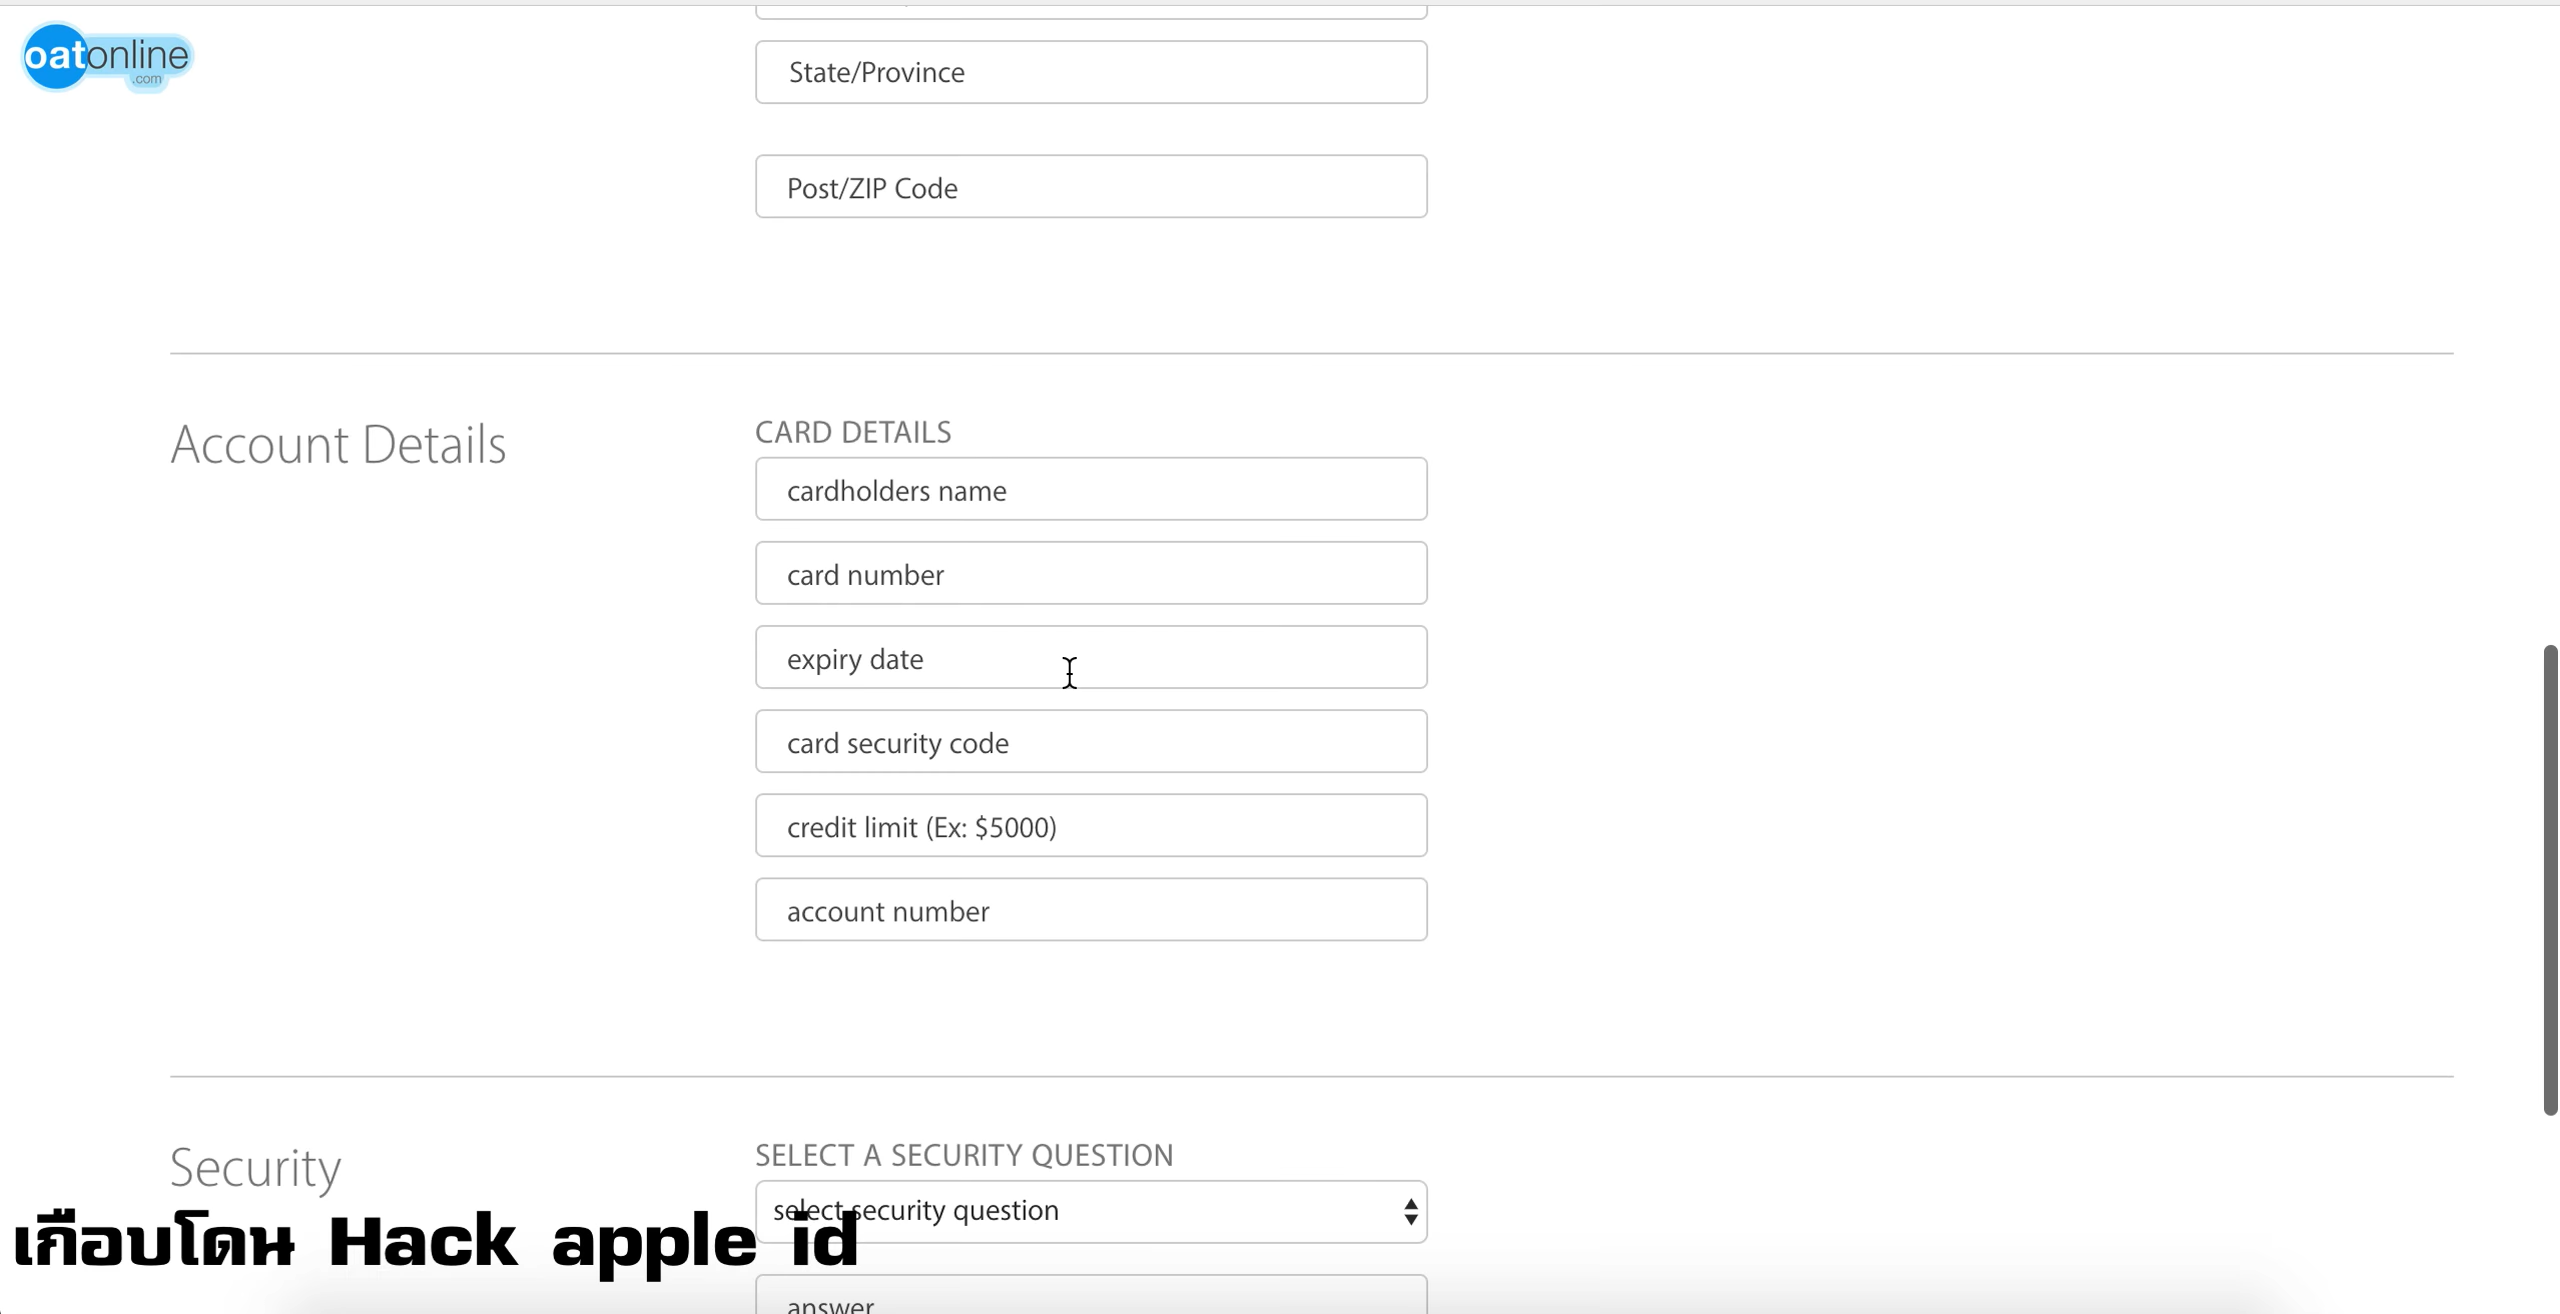 oatonline
.com
State/Province
Post/ZIP Code
Account Details
CARD DETAILS
cardholders name
card number
expiry date
card security code
credit limit (Ex: $5000)
account number
Security
SELECT A SECURITY QUESTION
select security question
เกือบโดน Hack apple id
answer